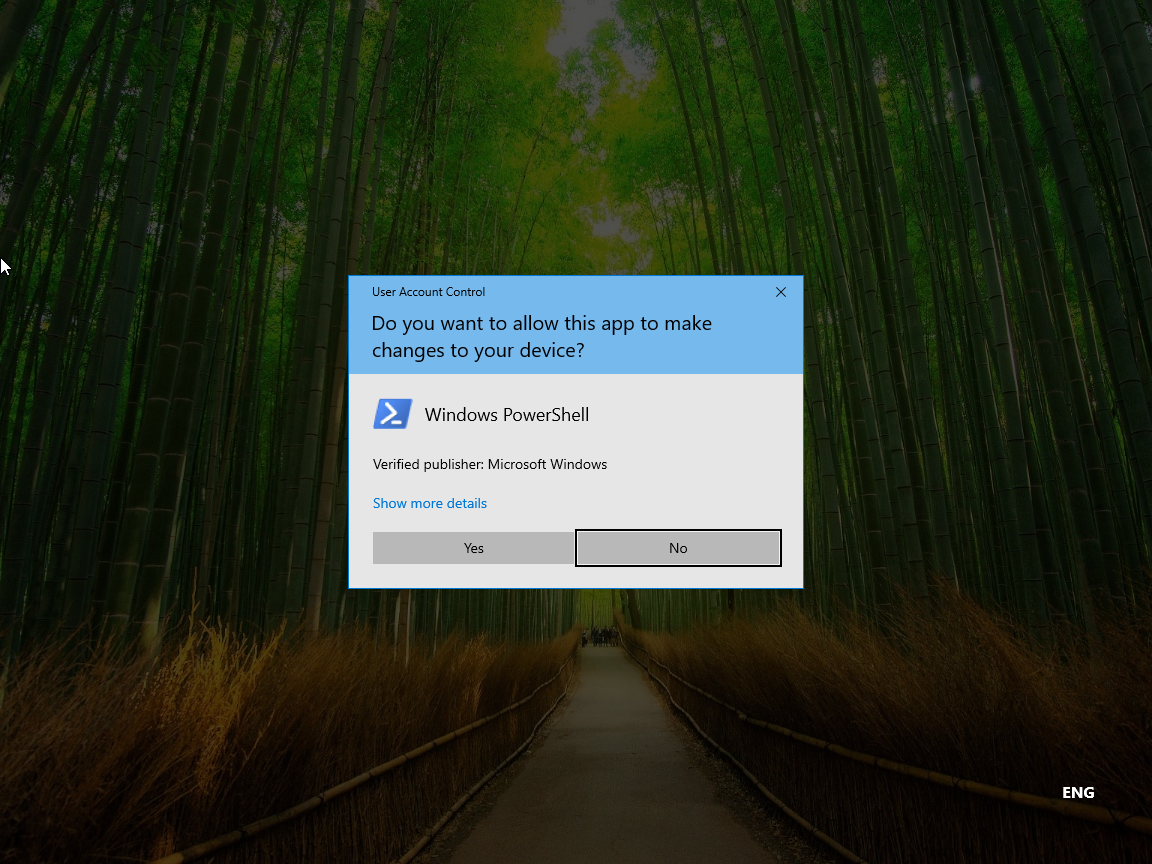 User Account Control
Do you want to allow this app to make
changes to your device?
Windows PowerShell
Verified publisher: Microsoft Windows
Show more details
Yes
No
ENG